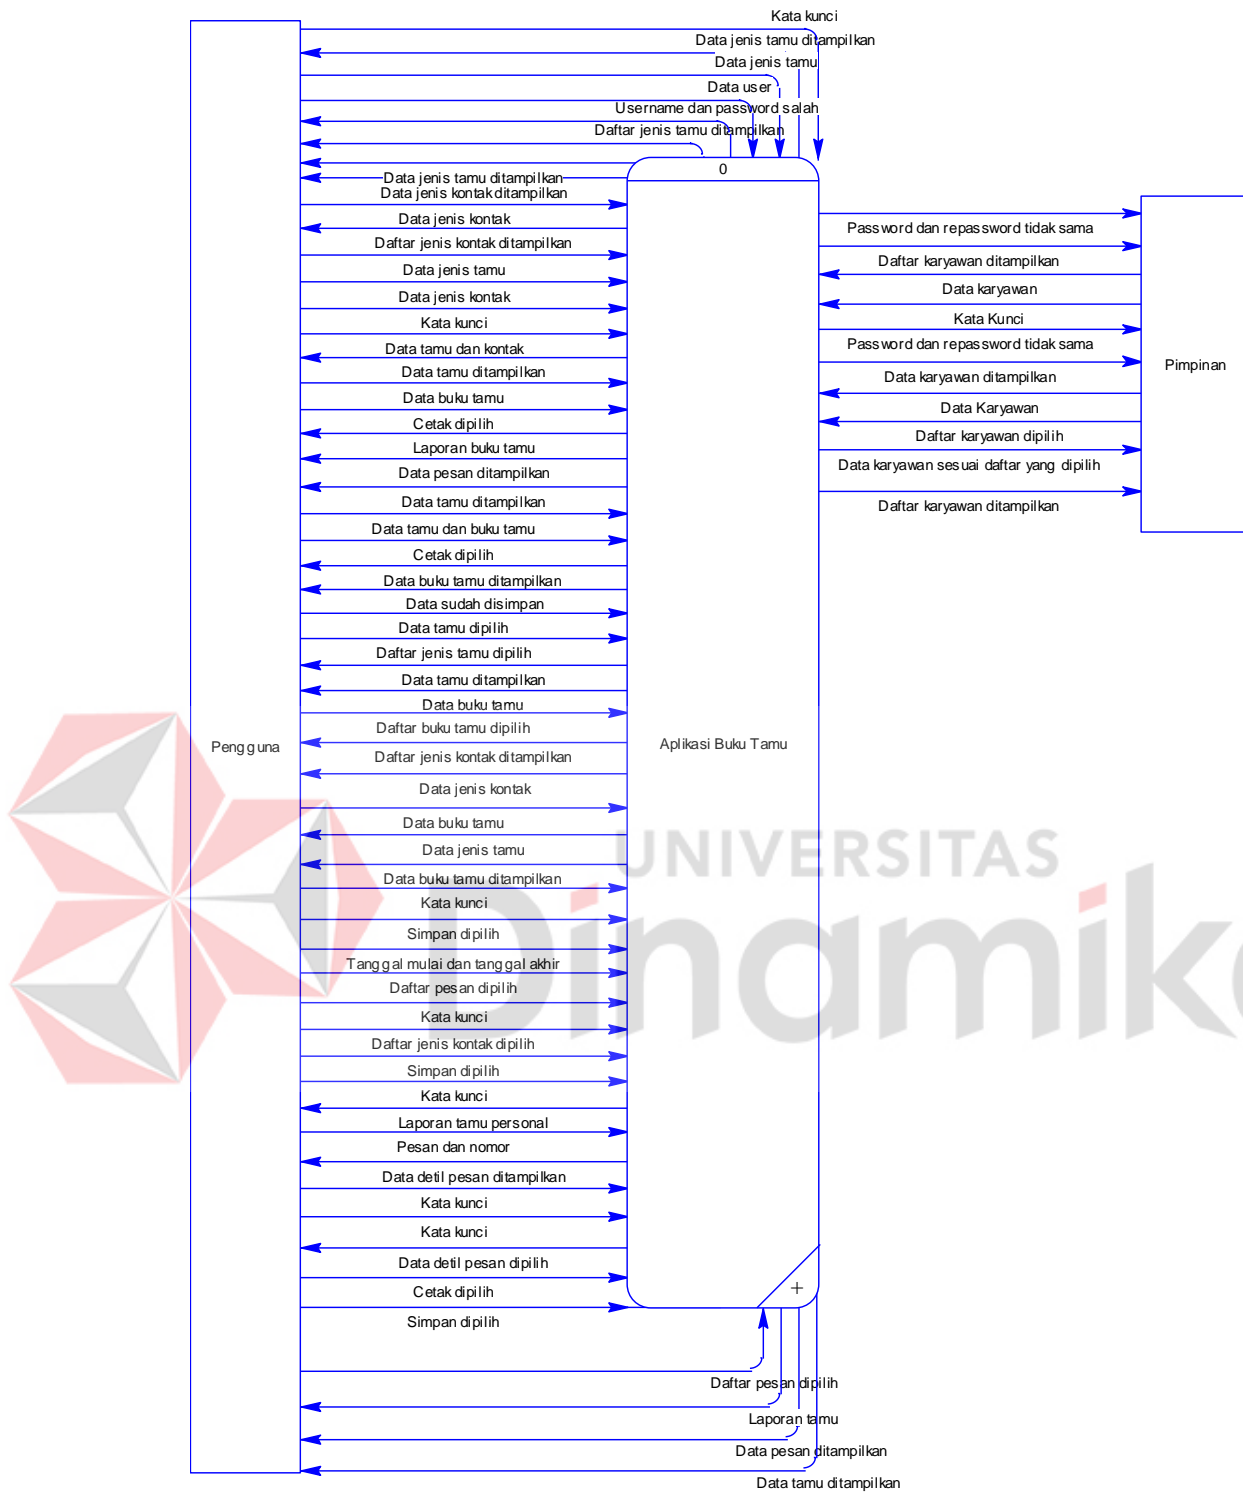 Kata kunci
Data jenis tamu ditampilkan
Data jenis tamu
Data user
Username dan password salah
Daftar jenis tamu ditampilkan
0
Data jenis tamu ditampilkan
Data jenis kontak ditampilkan
Data jenis kontak
Daftar jenis kontak ditampilkan
Data jenis tamu
Data jenis kontak
Kata kunci
Data tamu dan kontak
Data tamu ditampilkan
Data buku tamu
Cetak dipilih
Laporan buku tamu
Data pesan ditampilkan
Data tamu ditampilkan
Data tamu dan buku tamu
Cetak dipilih
Data buku tamu ditampilkan
Data sudah disimpan
Data tamu dipilih
Daftar jenis tamu dipilih
Data tamu ditampilkan
Data buku tamu
Daftar buku tamu dipilih
Daftar jenis kontak ditampilkan
Data jenis kontak
Data buku tamu
Data jenis tamu
Data buku tamu ditampilkan
Kata kunci
Simpan dipilih
Tanggal mulai dan tanggal akhir
Daftar pesan dipilih
Kata kunci
Daftar jenis kontak dipilih
Simpan dipilih
Kata kunci
Laporan tamu personal
Pesan dan nomor
Data detil pesan ditampilkan
Kata kunci
Kata kunci
Data detil pesan dipilih
Cetak dipilih
Simpan dipilih
Pengguna
Aplikasi Buku Tamu
+
Password dan repassword tidak sama
Daftar karyawan ditampilkan
Data karyawan
Kata Kunci
Password dan repassword tidak sama
Data karyawan ditampilkan
Data Karyawan
Daftar karyawan dipilih
Data karyawan sesuai daftar yang dipilih
Daftar karyawan ditampilkan
Pimpinan
Daftar pesan dipilih
Laporan tamu
Data pesan ditampilkan
Data tamu ditampilkan
UNIVERSITAS
Dinamika